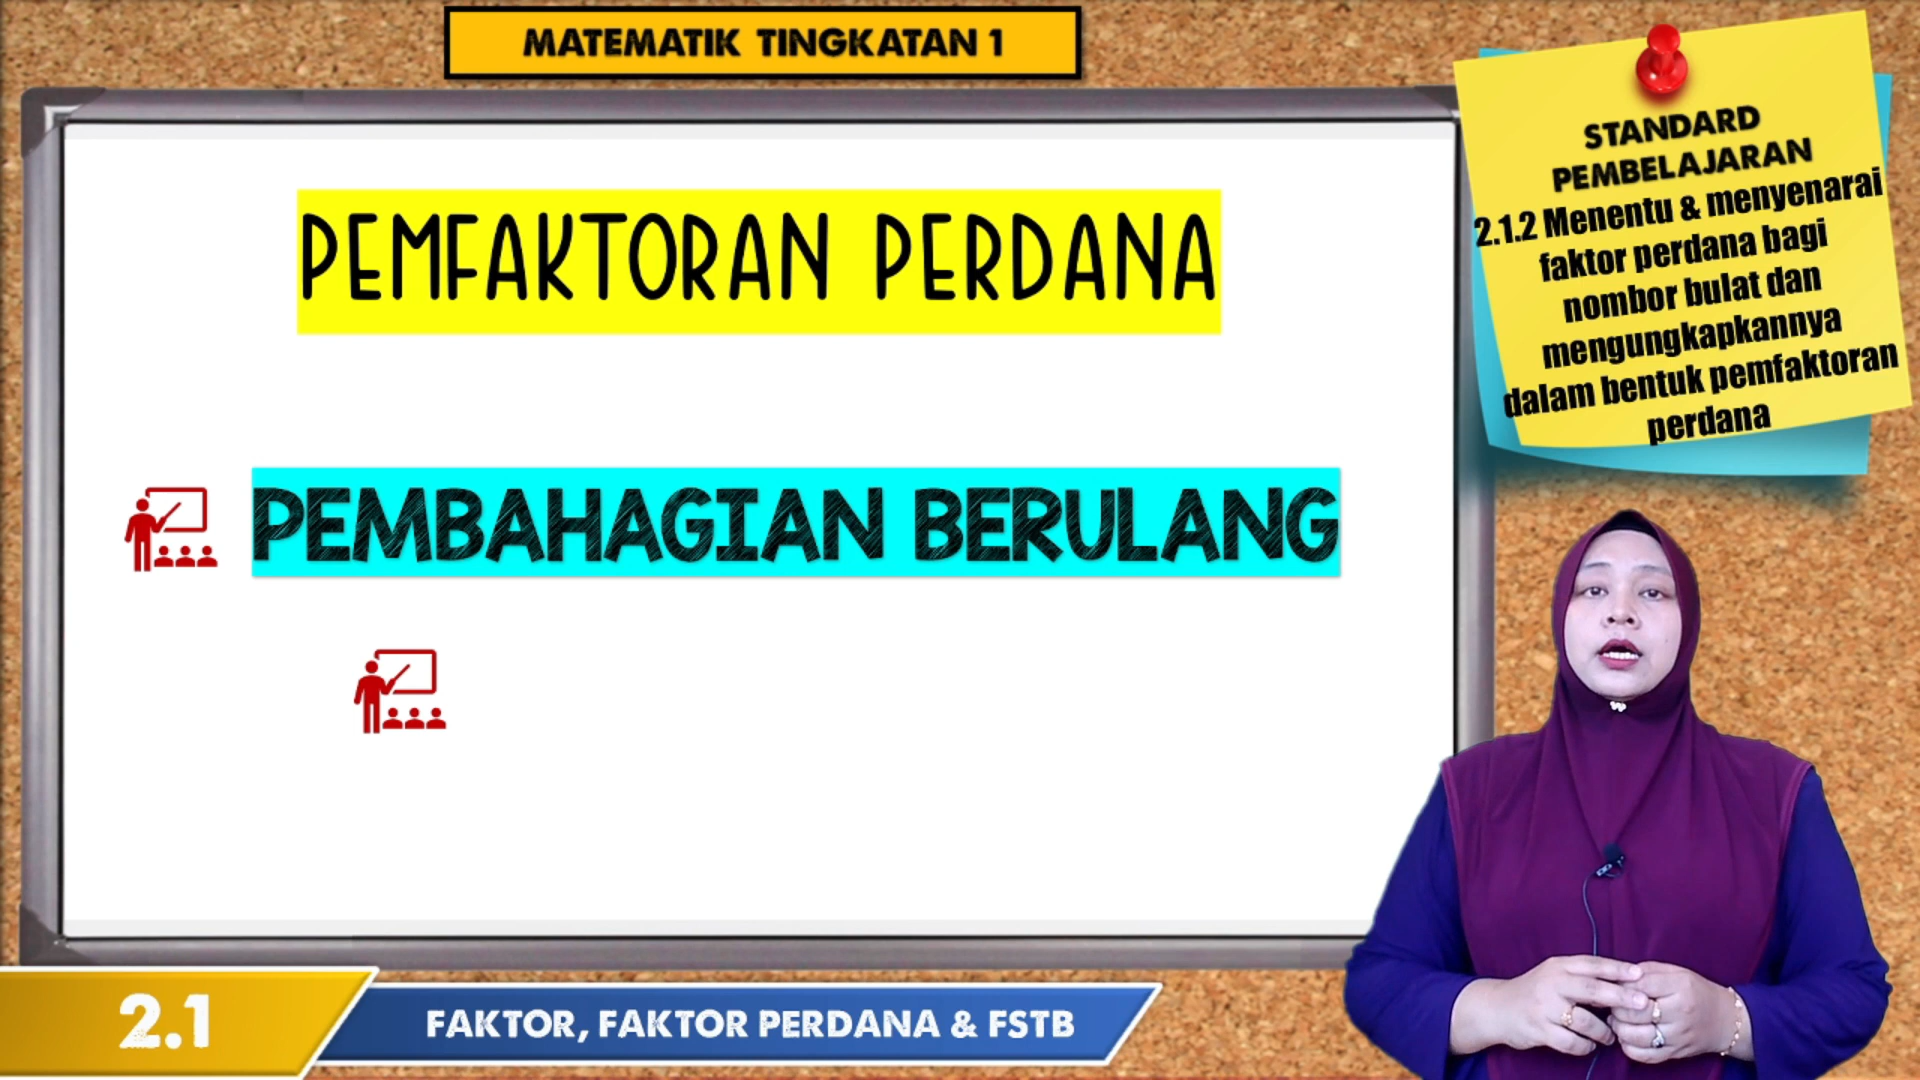 MATEMATIK TINGKATAN 1
STANDARD
PEMBELAJARAN
2.1.2 Menentu & menyenarai
faktor perdana bagi
nombor bulat dan
mengungkapkannya
dalam bentuk pemfaktoran
perdana
PEMFAKTORAN PERDANA
PEMBAHAGIAN BERULANG
2.1
FAKTOR, FAKTOR PERDANA & FSTB